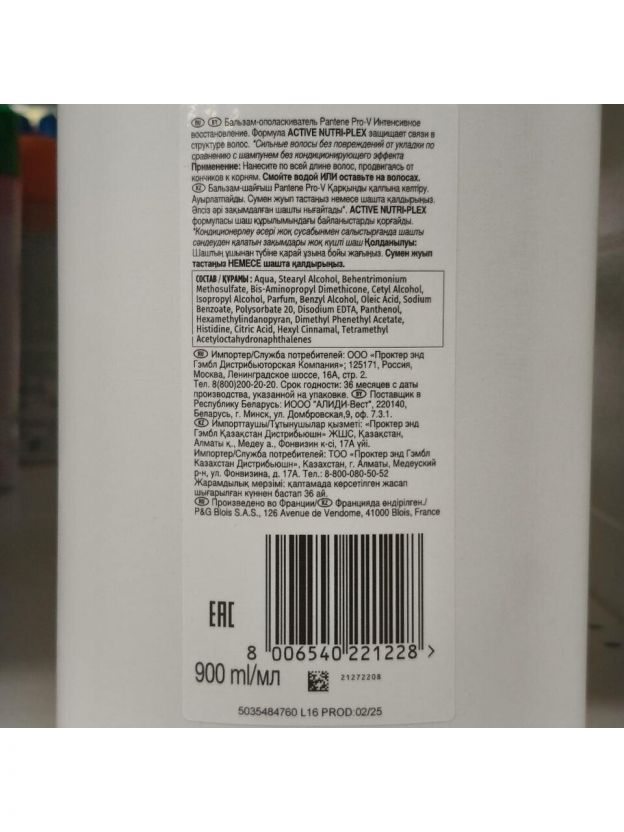 RU BY Бальзам-ополаскиватель Pantene Pro-V Интенсивное
восстановление. Формула ACTIVE NUTRI-PLEX защищает связи в
структуре волос. *Сильные волосы без повреждений от укладки по
сравнению с шампунем без кондиционирующего эффекта
Применение: Нанесите по всей длине волос, продвигаясь от
кончиков к корням. Смойте водой ИЛИ оставьте на волосах.
KZ Бальзам-шайғыш Pantene Pro-V Қарқынды қалпына келтіру.
Ауырлатпайды. Сумен жуып тастаңыз немесе шашта қалдырыңыз.
Әлсіз әрі зақымдалған шашты нығайтады*. ACTIVE NUTRI-PLEX
формуласы шаш құрылымындағы байланыстарды қорғайды.
*Кондиционерлеу әсері жоқ сусабынмен салыстырғанда шашты
сәндеуден қалатын зақымдары жоқ күшті шаш Қолданылуы:
Шаштың ұшынан түбіне қарай ұзына бойы жағыңыз. Сумен жуып
тастаңыз НЕМЕСЕ шашта қалдырыңыз.
СОСТАВ / ҚҰРАМЫ: Aqua, Stearyl Alcohol, Behentrimonium
Methosulfate, Bis-Aminopropyl Dimethicone, Cetyl Alcohol,
Isopropyl Alcohol, Parfum, Benzyl Alcohol, Oleic Acid, Sodium
Benzoate, Polysorbate 20, Disodium EDTA, Panthenol,
Hexamethylindanopyran, Dimethyl Phenethyl Acetate,
Histidine, Citric Acid, Hexyl Cinnamal, Tetramethyl
Acetyloctahydronaphthalenes
RU Импортер/Служба потребителей: ООО «Проктер энд
Гэмбл Дистрибьюторская Компания»; 125171, Россия,
Москва, Ленинградское шоссе, 16А, стр. 2.
Тел. 8(800)200-20-20. Срок годности: 36 месяцев с даты
производства, указанной на упаковке. BY Поставщик в
Республику Беларусь: ИООО "АЛИДИ-Вест", 220140,
Беларусь, г. Минск, ул. Домбровская,9, оф. 7.3.1.
KZ Импорттаушы/Тұтынушылар қызметі: «Проктер энд
Гэмбл Қазақстан Дистрибьюшн» ЖШС, Қазақстан,
Алматы қ., Медеу а., Фонвизин к-сі, 17А үйі.
Импортер/Служба потребителей: ТОО «Проктер энд Гэмбл
Казахстан Дистрибьюшн», Казахстан, г. Алматы, Медеуский
р-н, ул. Фонвизина, д. 17А. Тел.: 8-800-080-50-52
Жарамдылық мерзімі: қаптамада көрсетілген жасап
шығарылған күннен бастап 36 ай.
RU Произведено во Франции/KZ Францияда өндірілген./
P&G Blois S.A.S., 126 Avenue de Vendome, 41000 Blois, France
EAC
8 006540 221228 >
900 ml/мл
21272208
5035484760 L16 PROD:02/25